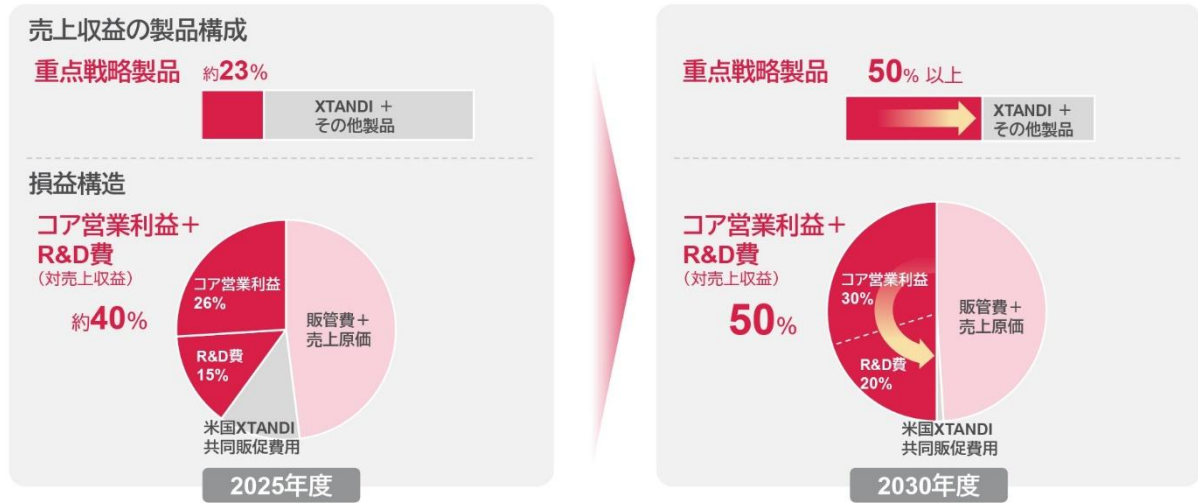 売上収益の製品構成
重点戦略製品 約23%
XTANDI +
その他製品
損益構造
コア営業利益+
R&D費
（対売上収益）
約40%
コア営業利益
26%
R&D費
15%
販管費+
売上原価
米国XTANDI
共同販促費用
2025年度
重点戦略製品 50% 以上
XTANDI +
その他製品
コア営業利益+
R&D費
（対売上収益）
50%
コア営業利益
30%
R&D費
20%
販管費+
売上原価
米国XTANDI
共同販促費用
2030年度